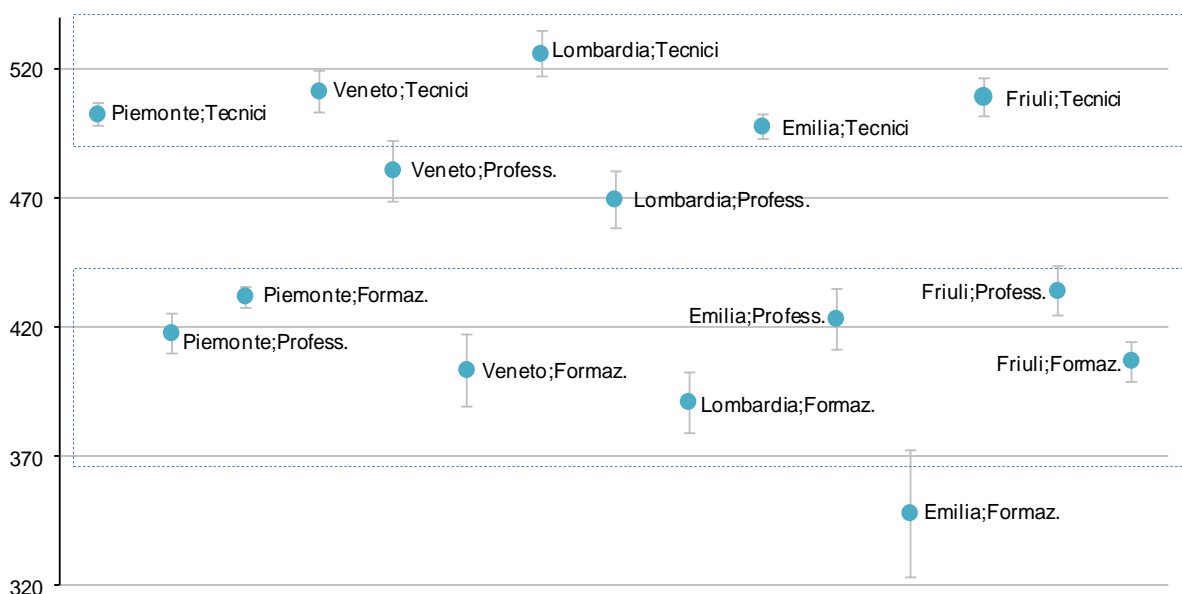 Lombardia;Tecnici
520
Veneto;Tecnici
Piemonte;Tecnici
Friuli;Tecnici
Emilia;Tecnici
Veneto;Profess.
470
Lombardia;Profess.
Piemonte;Formaz.
Friuli;Profess.
Emilia;Profess.
420
Piemonte;Profess.
Friuli;Formaz.
Veneto;Formaz.
Lombardia;Formaz.
370
Emilia;Formaz.
320